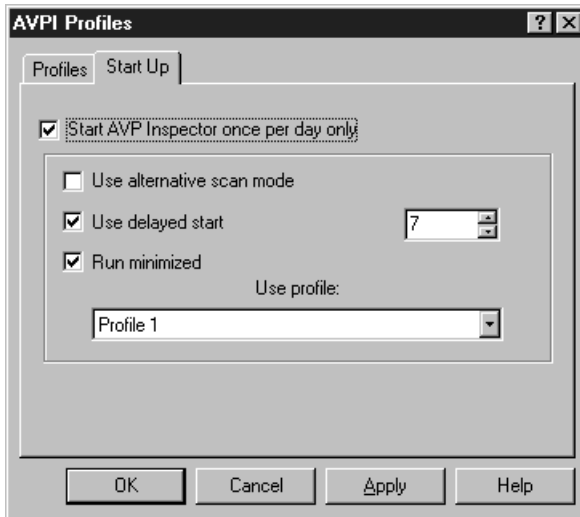 AVPI Profiles
Profiles
Start Up
Start AVP Inspector once per day only
Use alternative scan mode
Use delayed start
7
Run minimized
Use profile:
Profile 1
OK
Cancel
Apply
Help